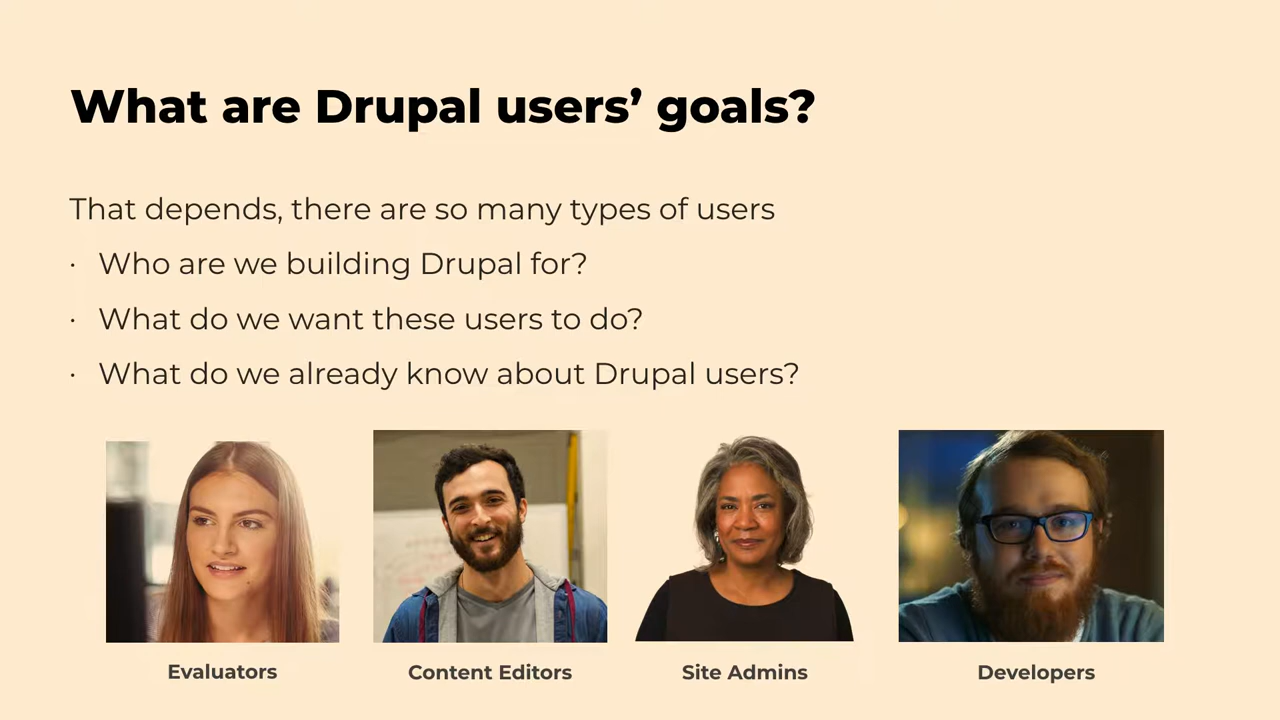 What are Drupal users’ goals?
That depends, there are so many types of users
· Who are we building Drupal for?
· What do we want these users to do?
· What do we already know about Drupal users?
Evaluators
Content Editors
Site Admins
Developers